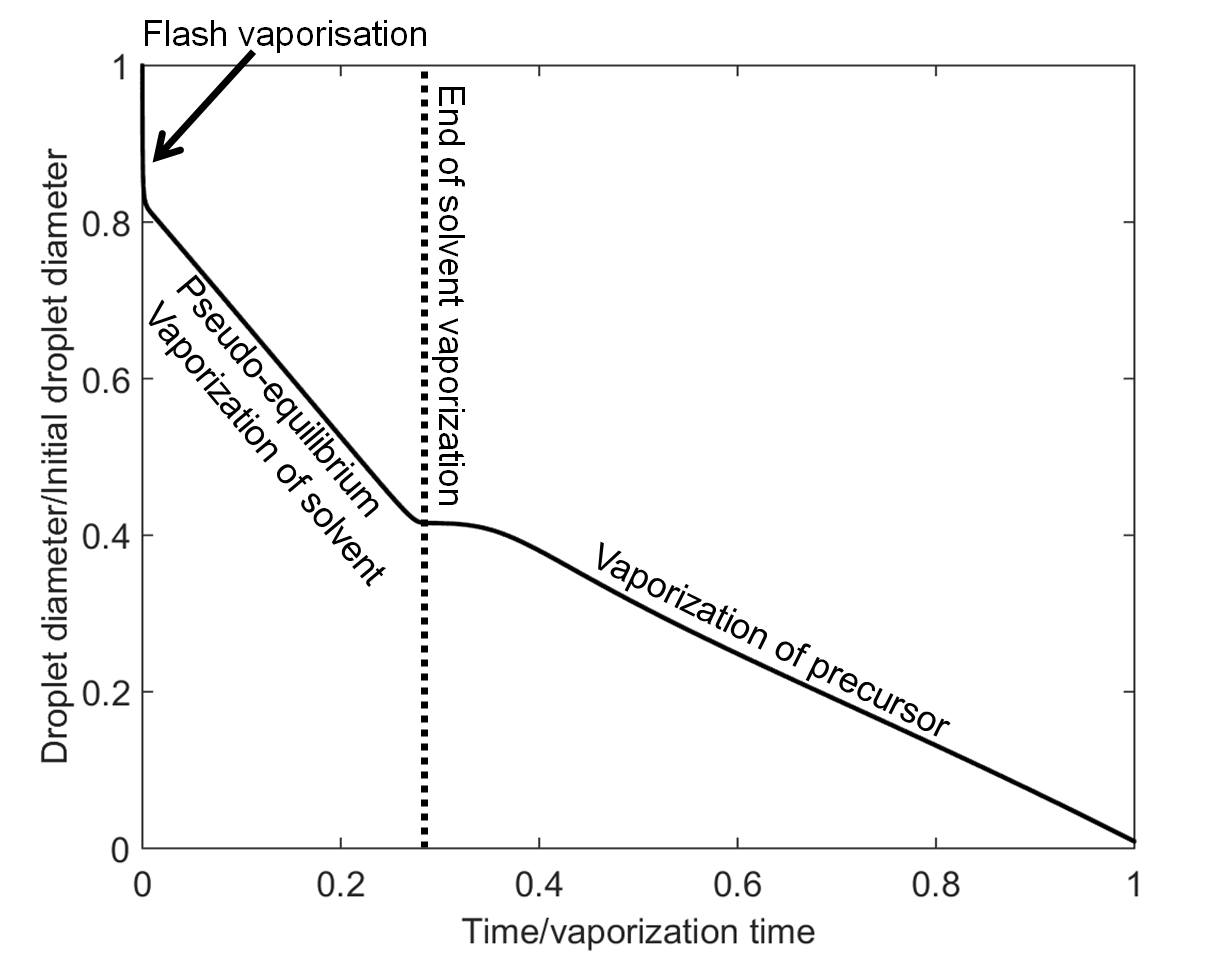 Flash vaporisation
1
0.8
0.6
0.4
0.2
0
Droplet diameter/Initial droplet diameter
Pseudo-equilibrium
Vaporization of solvent
End of solvent vaporization
Vaporization of precursor
0
0.2
0.4
0.6
0.8
1
Time/vaporization time